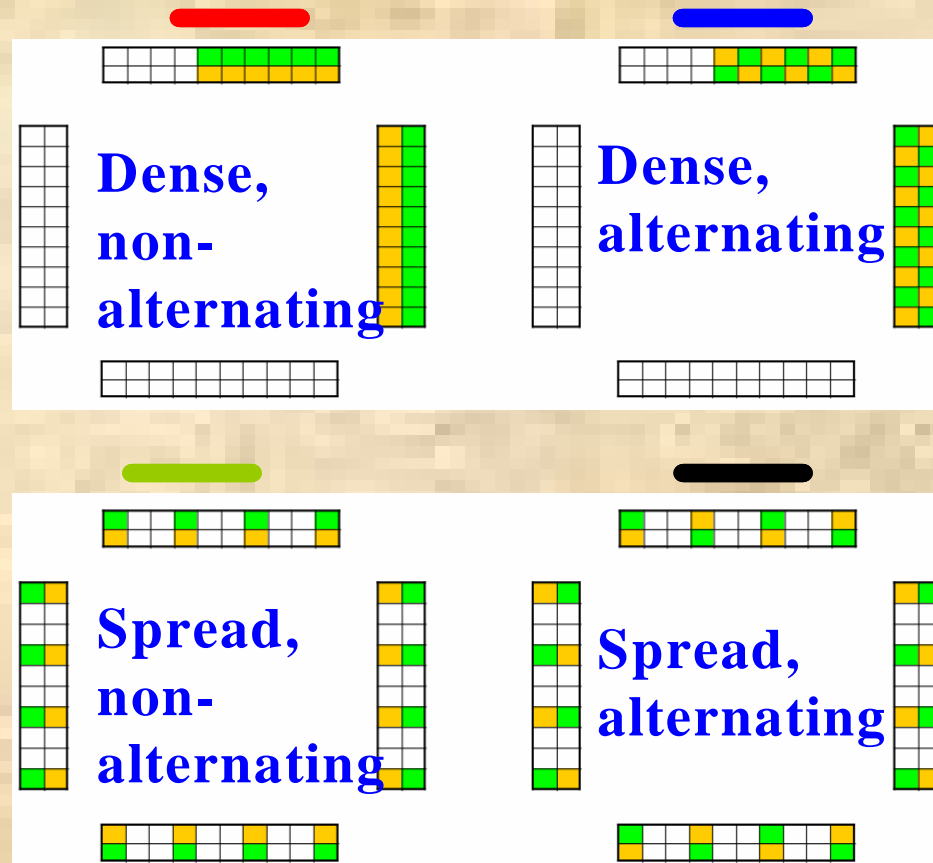 Dense,
non-
alternating
Dense,
alternating
Spread,
non-
alternating
Spread,
alternating